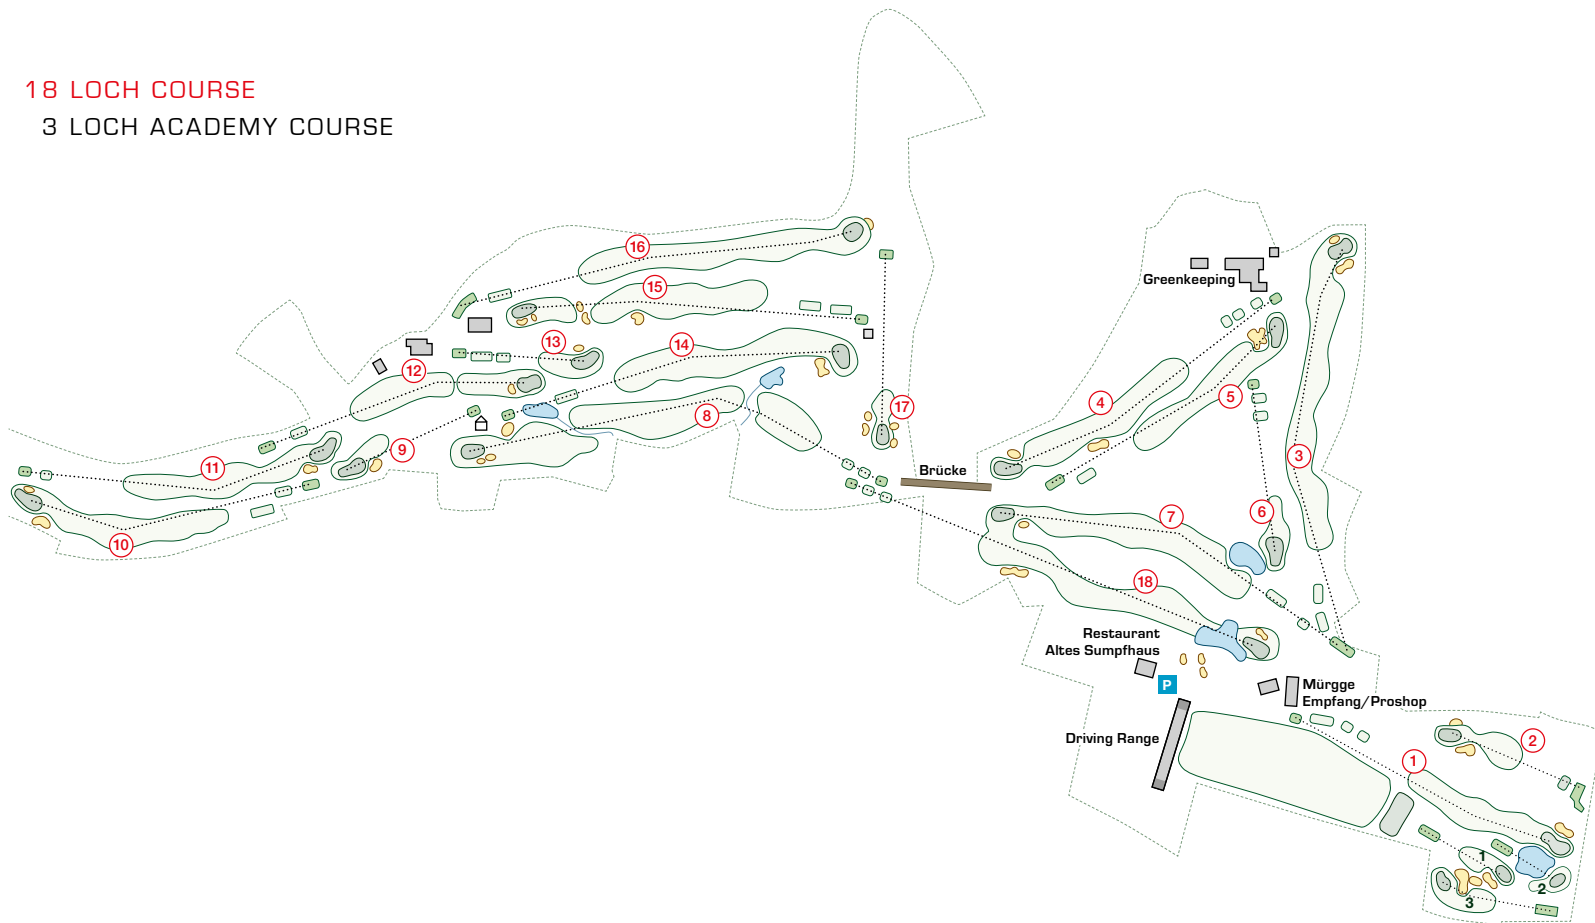 18 LOCH COURSE
3 LOCH ACADEMY COURSE
16
15
14
13
12
11
10
9
8
17
Brücke
Greenkeeping
4
5
3
6
7
18
Restaurant
Altes Sumpfhaus
P
Mürgge
Empfang/Proshop
Driving Range
1
2
1
2
3